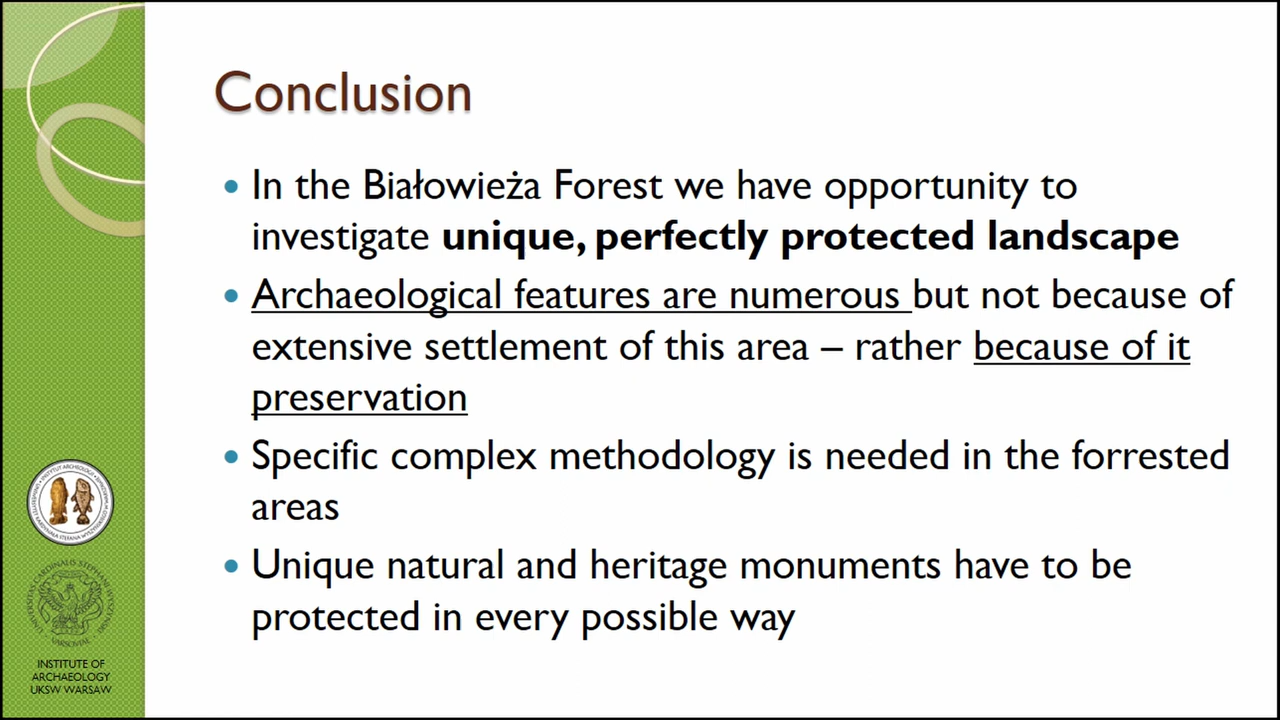 Conclusion
In the Białowieża Forest we have opportunity to
investigate unique, perfectly protected landscape
Archaeological features are numerous but not because of
extensive settlement of this area – rather because of it
preservation
Specific complex methodology is needed in the forrested
areas
Unique natural and heritage monuments have to be
protected in every possible way
INSTITUTE OF
ARCHAEOLOGY
UKSW WARSAW